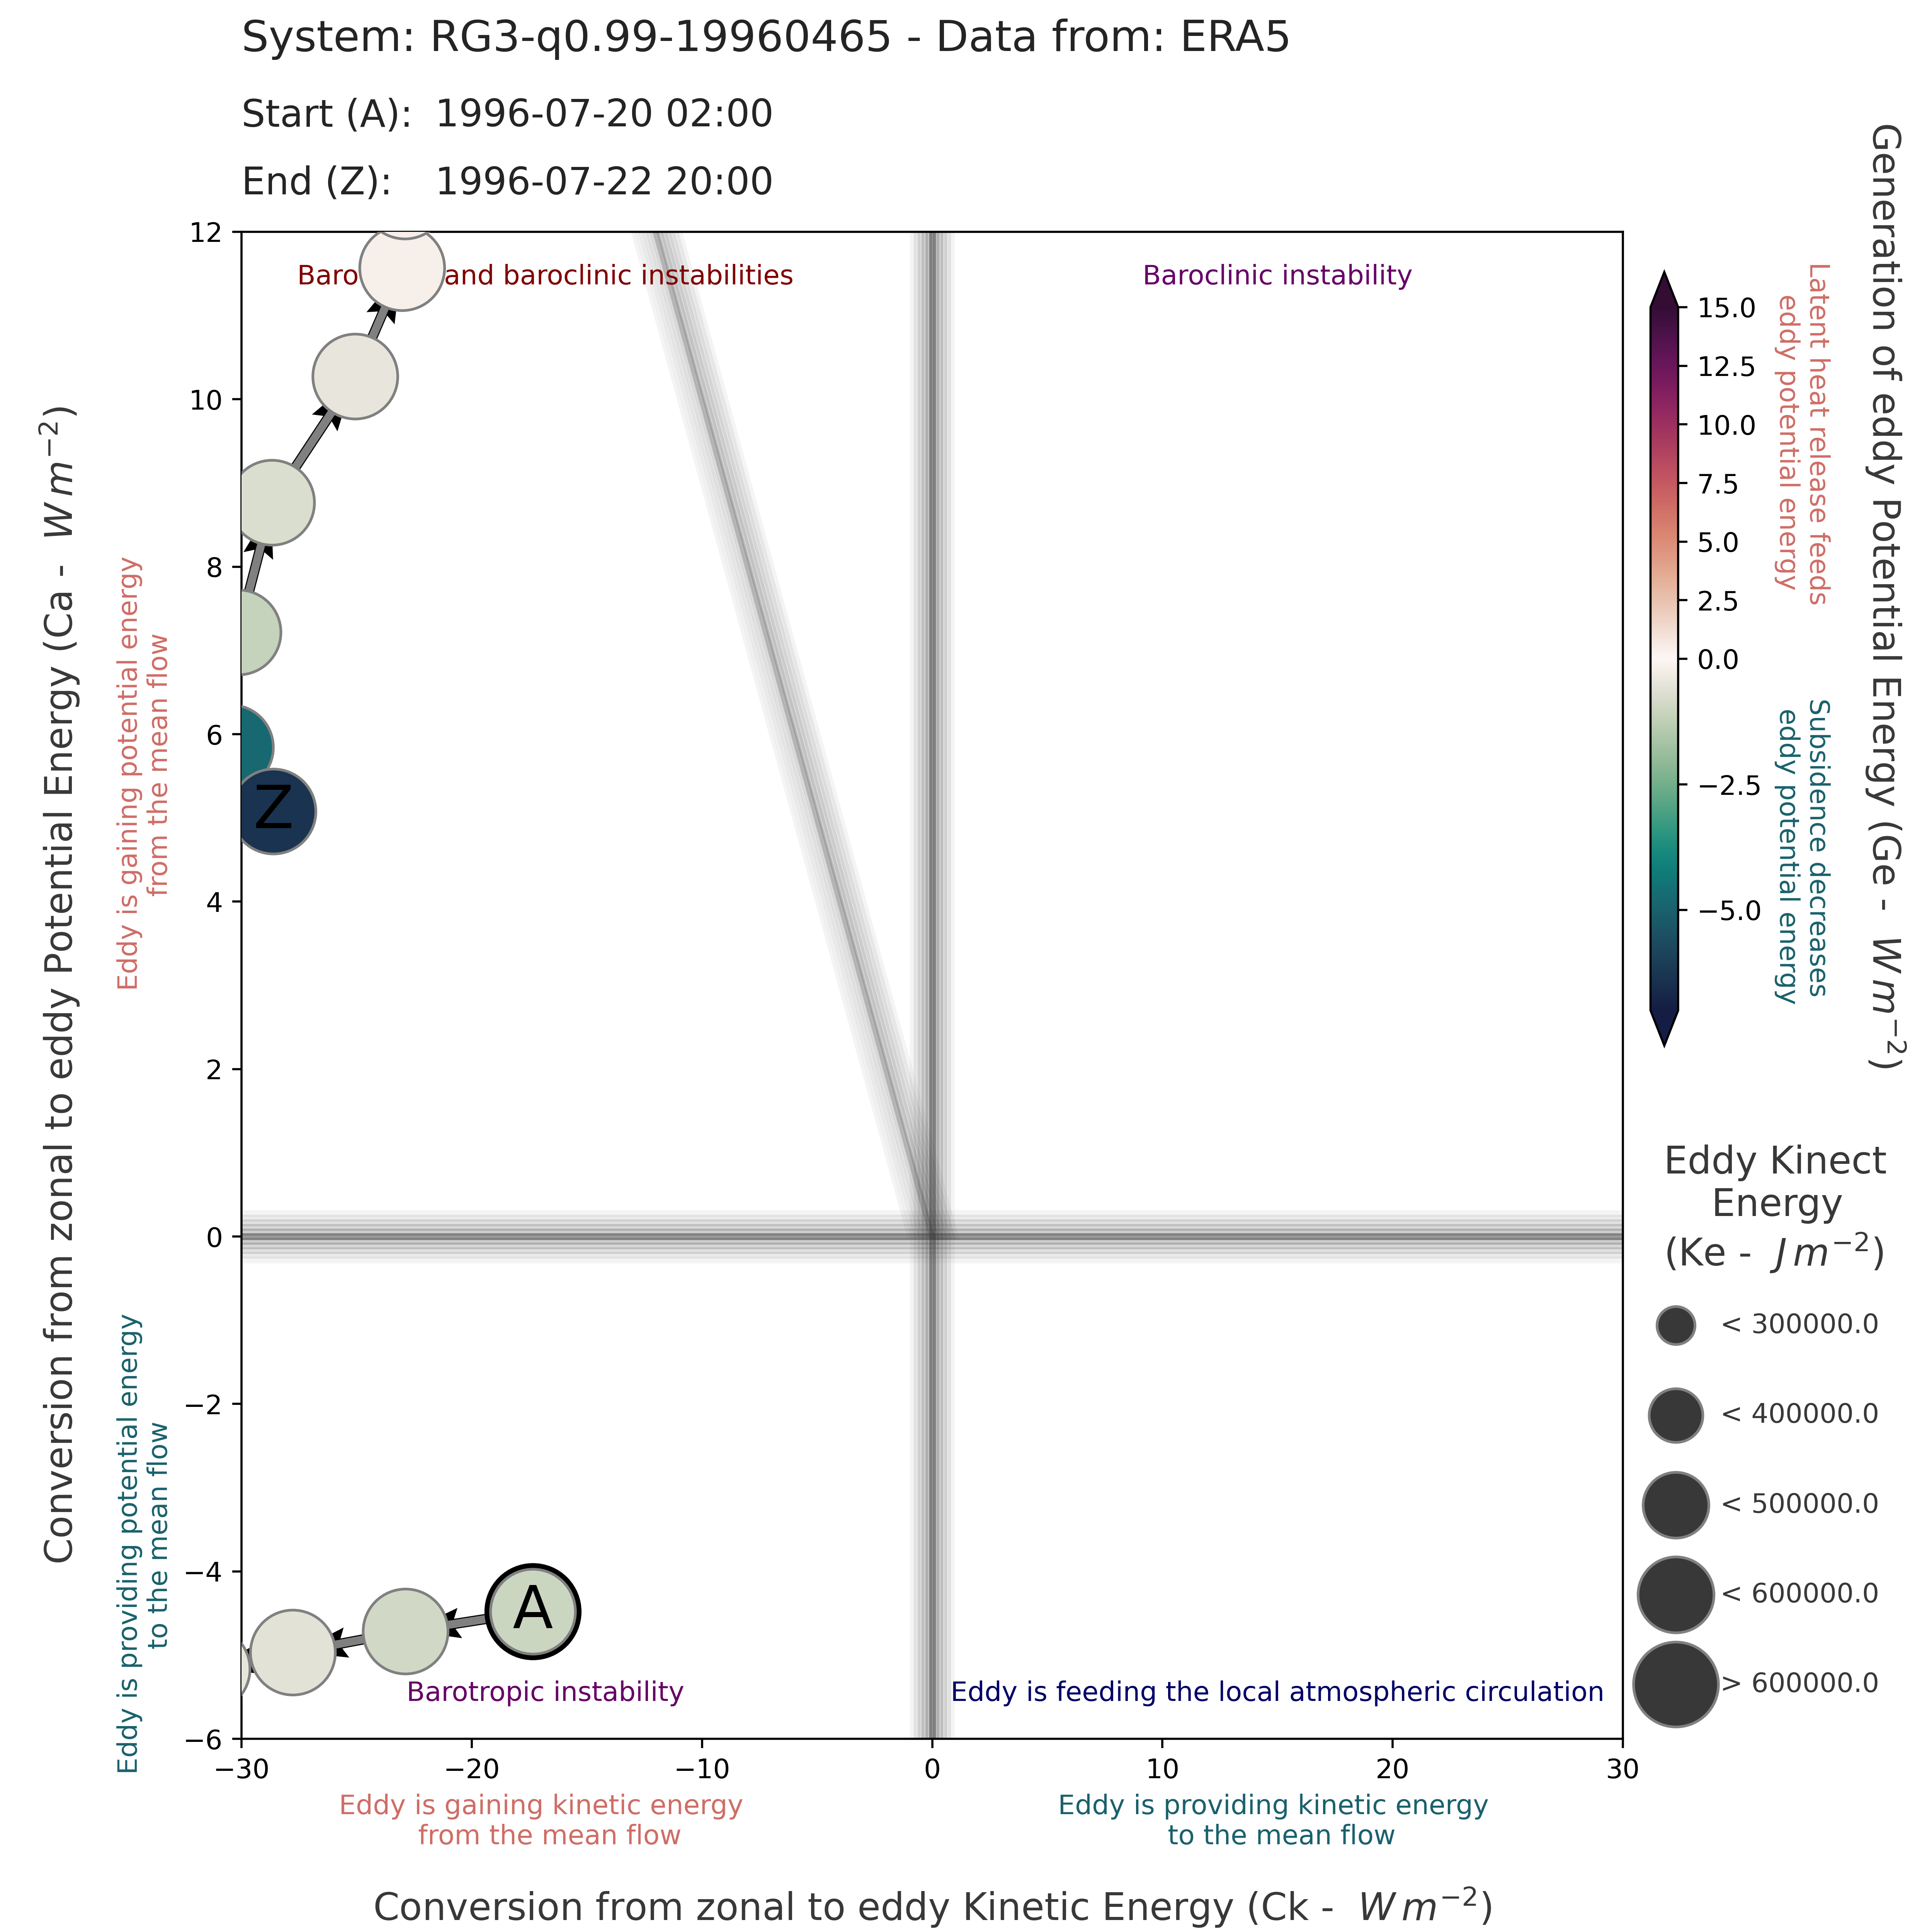 System: RG3-q0.99-19960465 - Data from: ERA5
Start (A): 1996-07-20 02:00
End (Z): 1996-07-22 20:00
Conversion from zonal to eddy Potential Energy (Ca - W m⁻²)
Eddy is gaining potential energy
from the mean flow
Eddy is providing potential energy
to the mean flow
12
10
8
6
4
2
0
−2
−4
−6
Baro and baroclinic instabilities
Baroclinic instability
Z
A
Barotropic instability
Eddy is feeding the local atmospheric circulation
−30
−20
−10
0
10
20
30
Eddy is gaining kinetic energy
from the mean flow
Eddy is providing kinetic energy
to the mean flow
Conversion from zonal to eddy Kinetic Energy (Ck - W m⁻²)
15.0
12.5
10.0
7.5
5.0
2.5
0.0
−2.5
−5.0
Latent heat release feeds
eddy potential energy
Subsidence decreases
eddy potential energy
Generation of eddy Potential Energy (Ge - W m⁻²)
Eddy Kinect
Energy
(Ke - J m⁻²)
< 300000.0
< 400000.0
< 500000.0
< 600000.0
> 600000.0